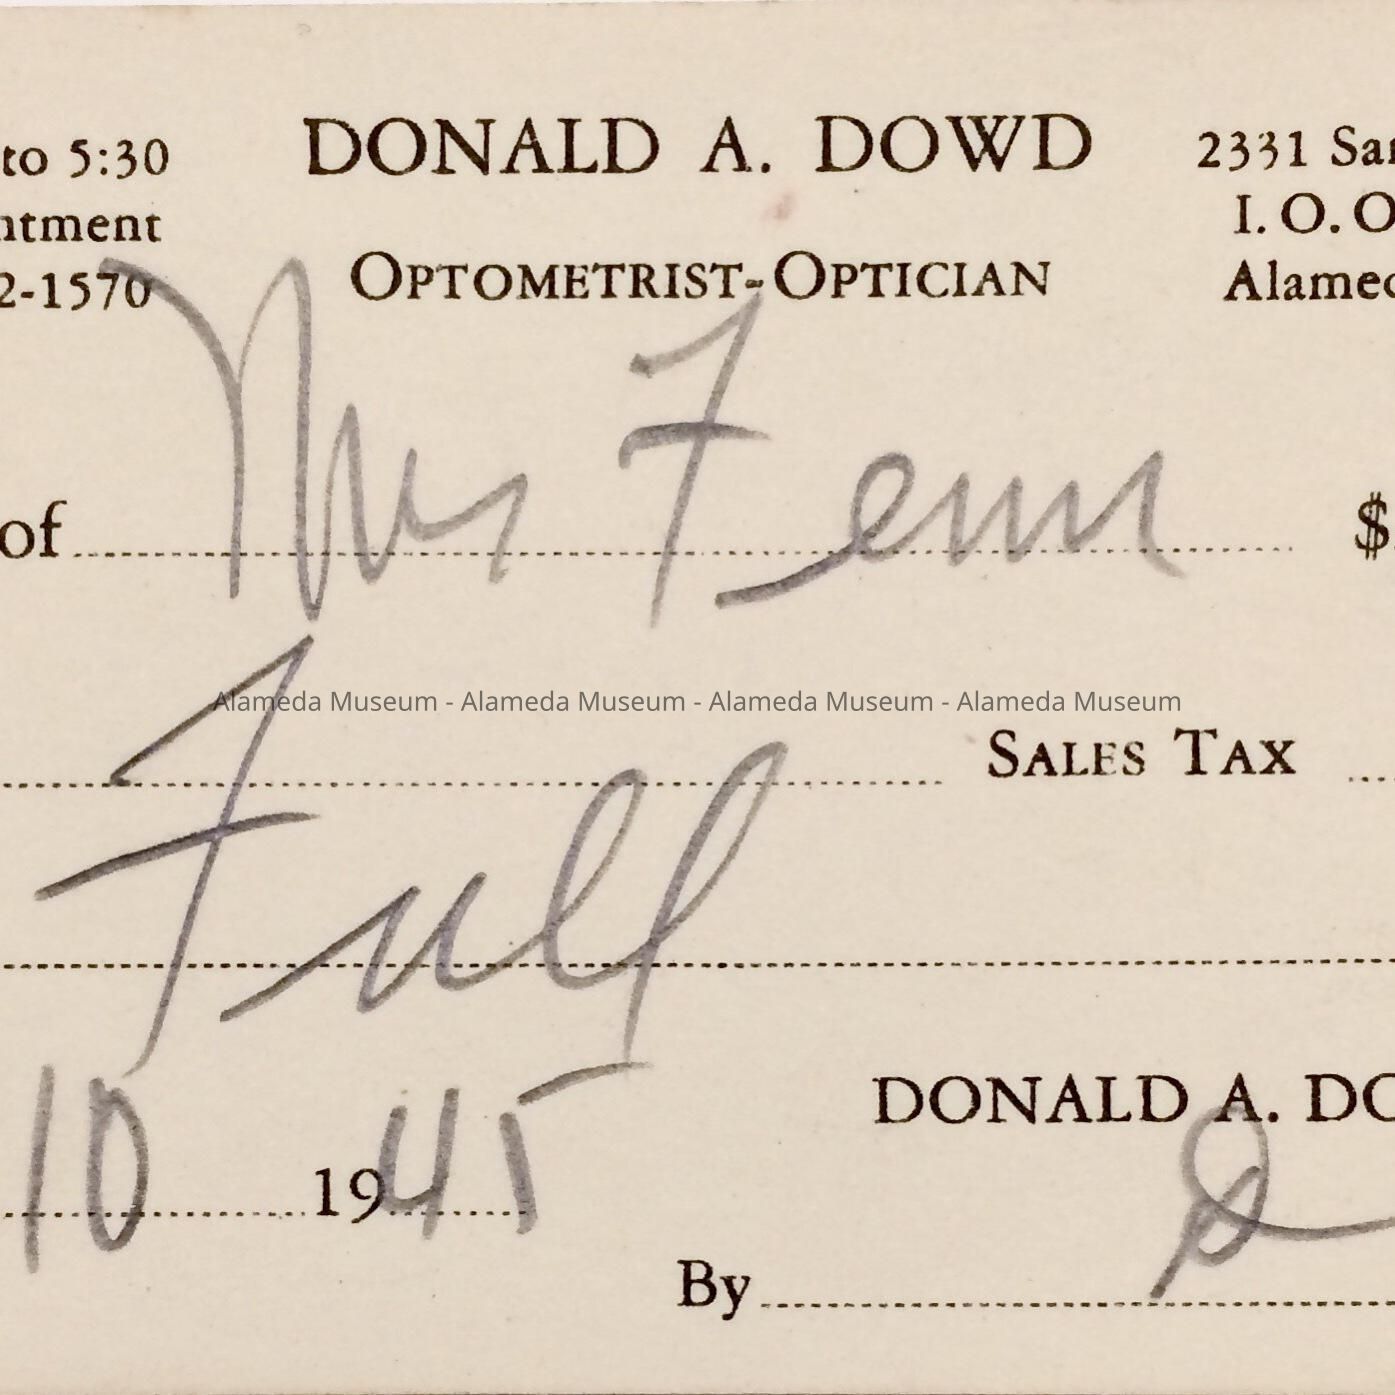 to 5:30 DONALD A. DOWD 2331 San
ntment I. O. O
2-1570 OPTOMETRIST-OPTICIAN Alamed
of Mrs Fenn $
Alameda Museum - Alameda Museum - Alameda Museum - Alameda Museum
SALES TAX
Full
10 1945 DONALD A. DO
By